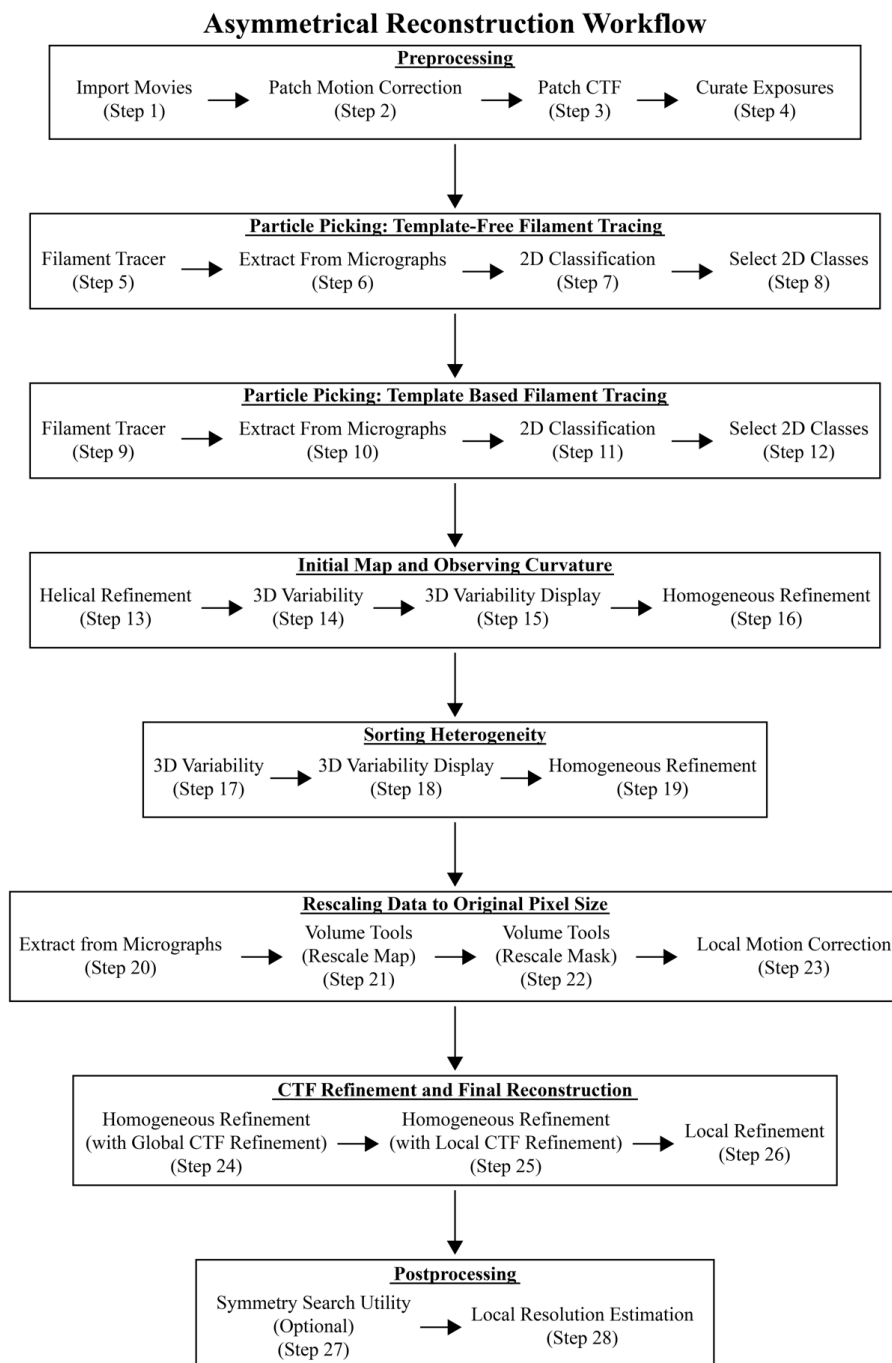 Asymmetrical Reconstruction Workflow
Preprocessing
Import Movies
(Step 1)
Patch Motion Correction
(Step 2)
Patch CTF
(Step 3)
Curate Exposures
(Step 4)
Particle Picking: Template-Free Filament Tracing
Filament Tracer
(Step 5)
Extract From Micrographs
(Step 6)
2D Classification
(Step 7)
Select 2D Classes
(Step 8)
Particle Picking: Template Based Filament Tracing
Filament Tracer
(Step 9)
Extract From Micrographs
(Step 10)
2D Classification
(Step 11)
Select 2D Classes
(Step 12)
Initial Map and Observing Curvature
Helical Refinement
(Step 13)
3D Variability
(Step 14)
3D Variability Display
(Step 15)
Homogeneous Refinement
(Step 16)
Sorting Heterogeneity
3D Variability
(Step 17)
3D Variability Display
(Step 18)
Homogeneous Refinement
(Step 19)
Rescaling Data to Original Pixel Size
Extract from Micrographs
(Step 20)
Volume Tools
(Rescale Map)
(Step 21)
Volume Tools
(Rescale Mask)
(Step 22)
Local Motion Correction
(Step 23)
CTF Refinement and Final Reconstruction
Homogeneous Refinement
(with Global CTF Refinement)
(Step 24)
Homogeneous Refinement
(with Local CTF Refinement)
(Step 25)
Local Refinement
(Step 26)
Postprocessing
Symmetry Search Utility
(Optional)
(Step 27)
Local Resolution Estimation
(Step 28)